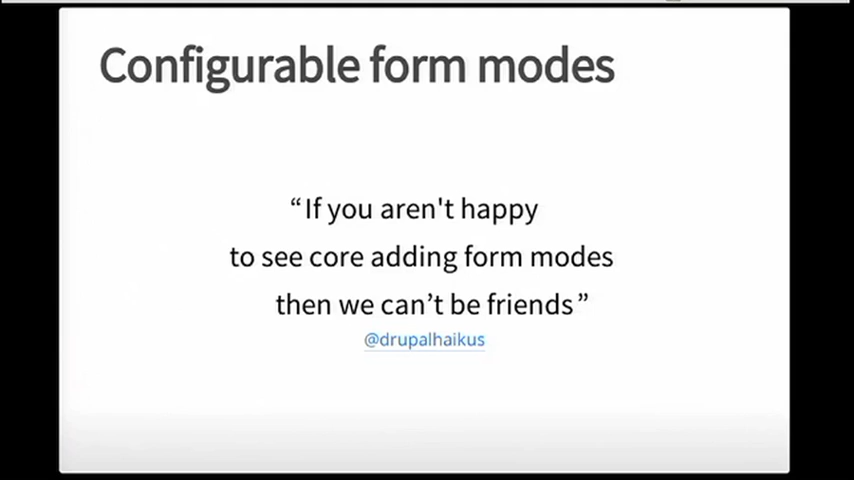 Configurable form modes
“If you aren't happy
to see core adding form modes
then we can’t be friends”
@drupalhaikus